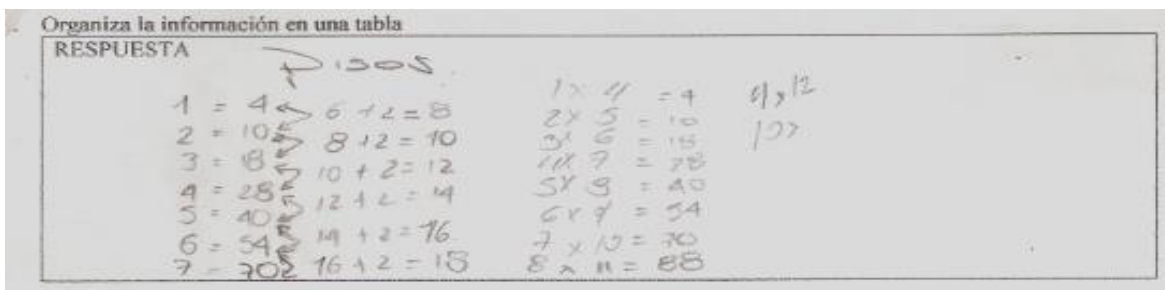 Organiza la información en una tabla
RESPUESTA
Pisos
1 = 4
2 = 10
3 = 18
4 = 28
5 = 40
6 = 54
7 = 70
6 + 2 = 8
8 + 2 = 10
10 + 2 = 12
12 + 2 = 14
14 + 2 = 16
16 + 2 = 18
1 x 4 = 4
2 x 5 = 10
3 x 6 = 18
4 x 7 = 28
5 x 8 = 40
6 x 9 = 54
7 x 10 = 70
8 x 11 = 88